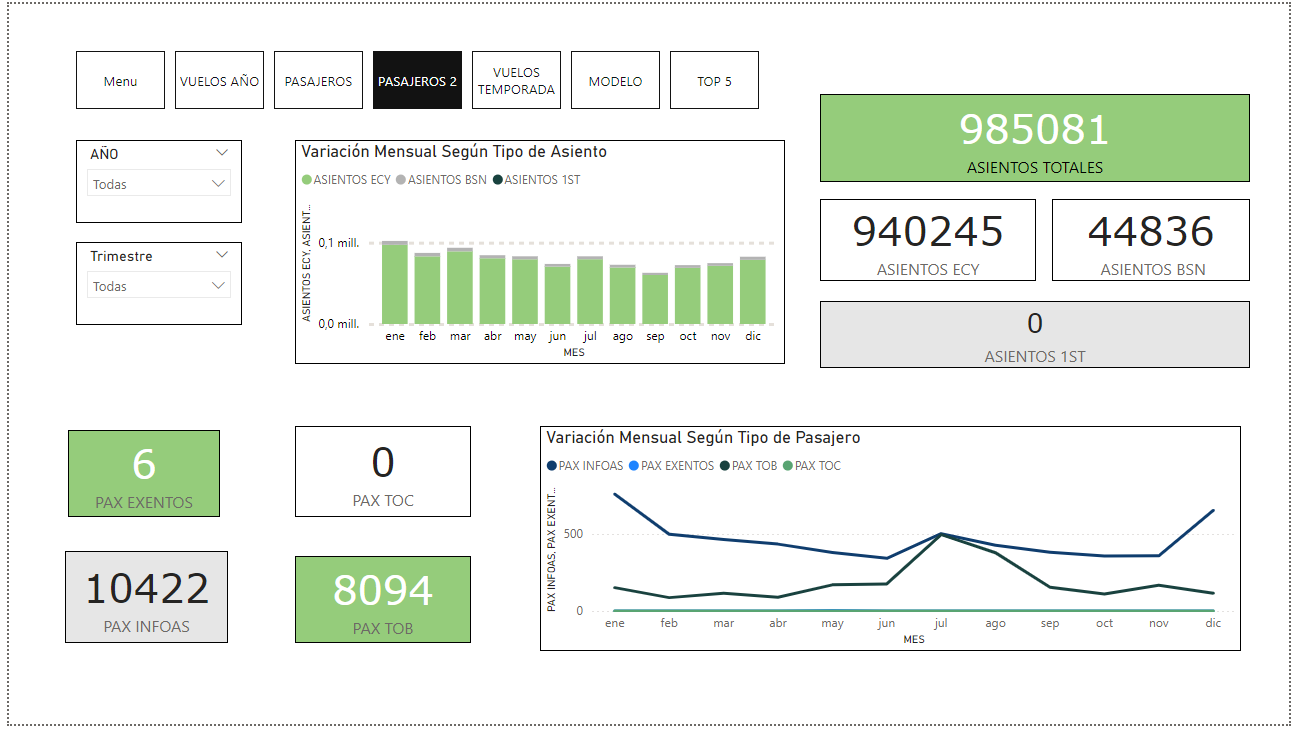 Menu
VUELOS AÑO
PASAJEROS
PASAJEROS 2
VUELOS
TEMPORADA
MODELO
TOP 5
AÑO
Todas
Trimestre
Todas
Variación Mensual Según Tipo de Asiento
ASIENTOS ECY ASIENTOS BSN ASIENTOS 1ST
ASIENTOS ECY, ASIENT...
0,1 mill.
0,0 mill.
ene feb mar abr may jun jul ago sep oct nov dic
MES
985081
ASIENTOS TOTALES
940245
ASIENTOS ECY
44836
ASIENTOS BSN
0
ASIENTOS 1ST
6
PAX EXENTOS
0
PAX TOC
10422
PAX INFOAS
8094
PAX TOB
Variación Mensual Según Tipo de Pasajero
PAX INFOAS PAX EXENTOS PAX TOB PAX TOC
PAX INFOAS, PAX EXENT...
500
0
ene feb mar abr may jun jul ago sep oct nov dic
MES